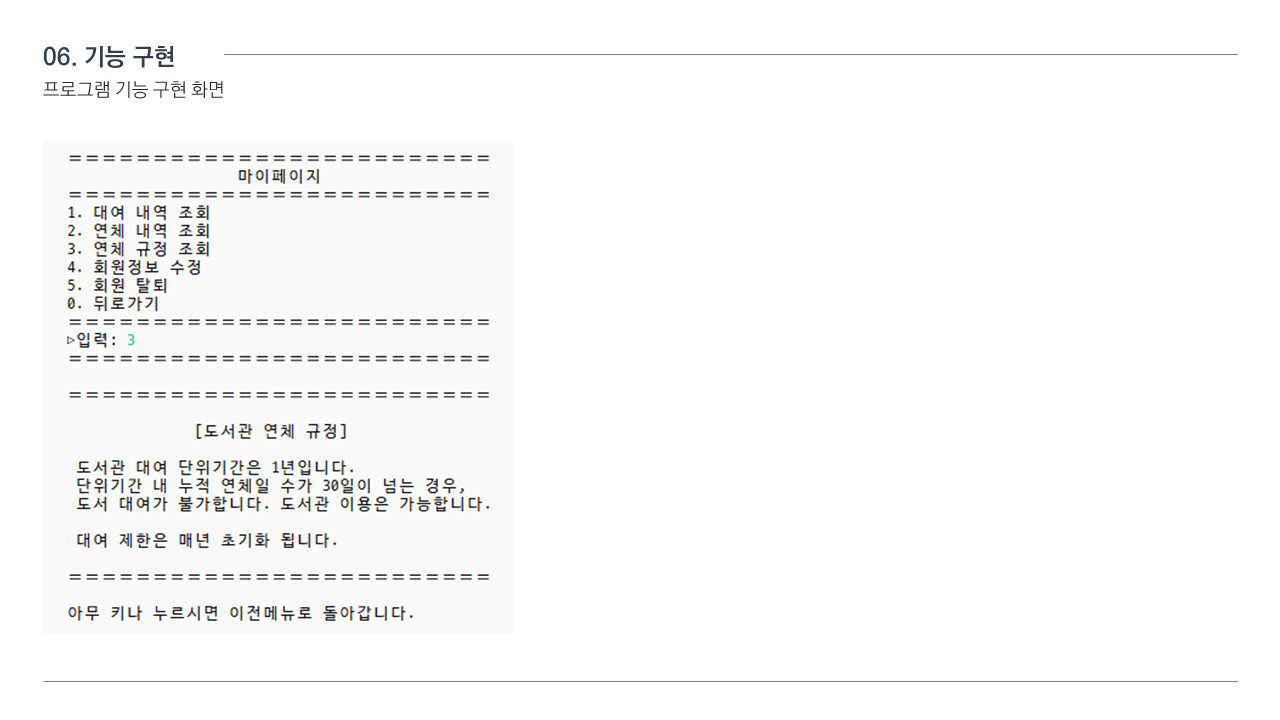 06. 기능 구현
프로그램 기능 구현 화면
=========================
마이페이지
=========================
1. 대여 내역 조회
2. 연체 내역 조회
3. 연체 규정 조회
4. 회원정보 수정
5. 회원 탈퇴
0. 뒤로가기
=========================
▷입력: 3
=========================
=========================
[도서관 연체 규정]
도서관 대여 단위기간은 1년입니다.
단위기간 내 누적 연체일 수가 30일이 넘는 경우,
도서 대여가 불가합니다. 도서관 이용은 가능합니다.
대여 제한은 매년 초기화 됩니다.
=========================
아무 키나 누르시면 이전메뉴로 돌아갑니다.